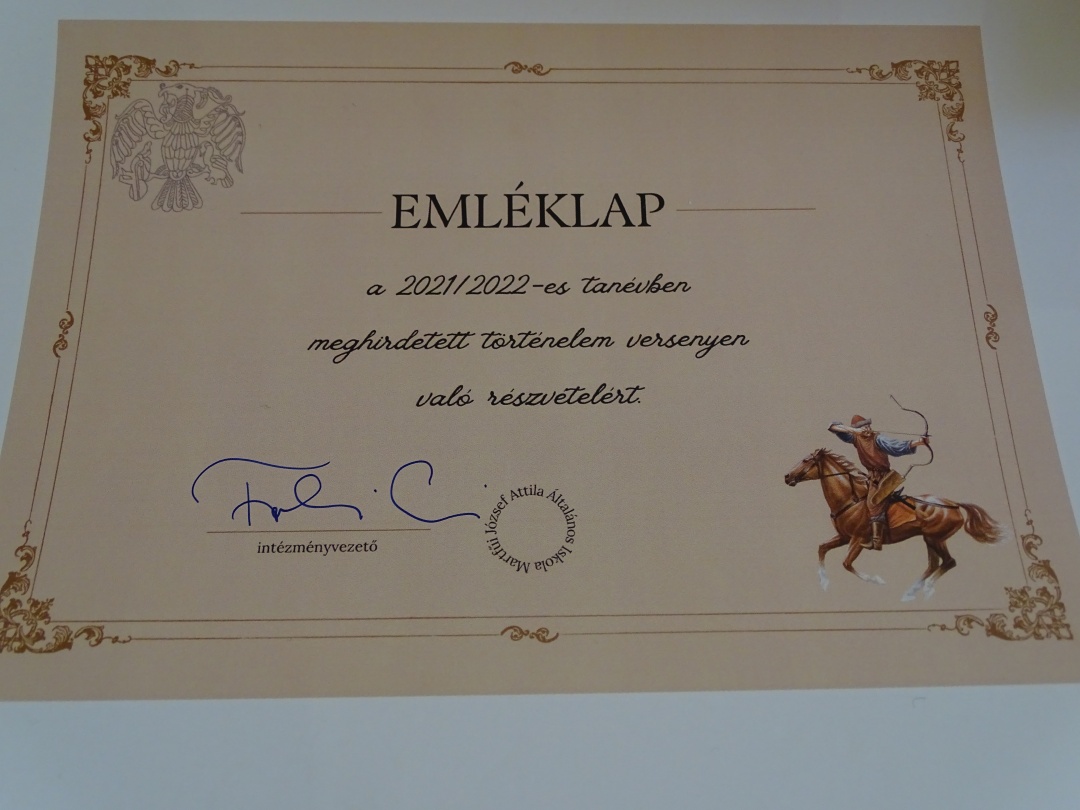 EMLÉKLAP
a 2021/2022-es tanévben
meghirdetett történelem versenyen
való részvételért.
intézményvezető
Martfűi József Attila Általános Iskola